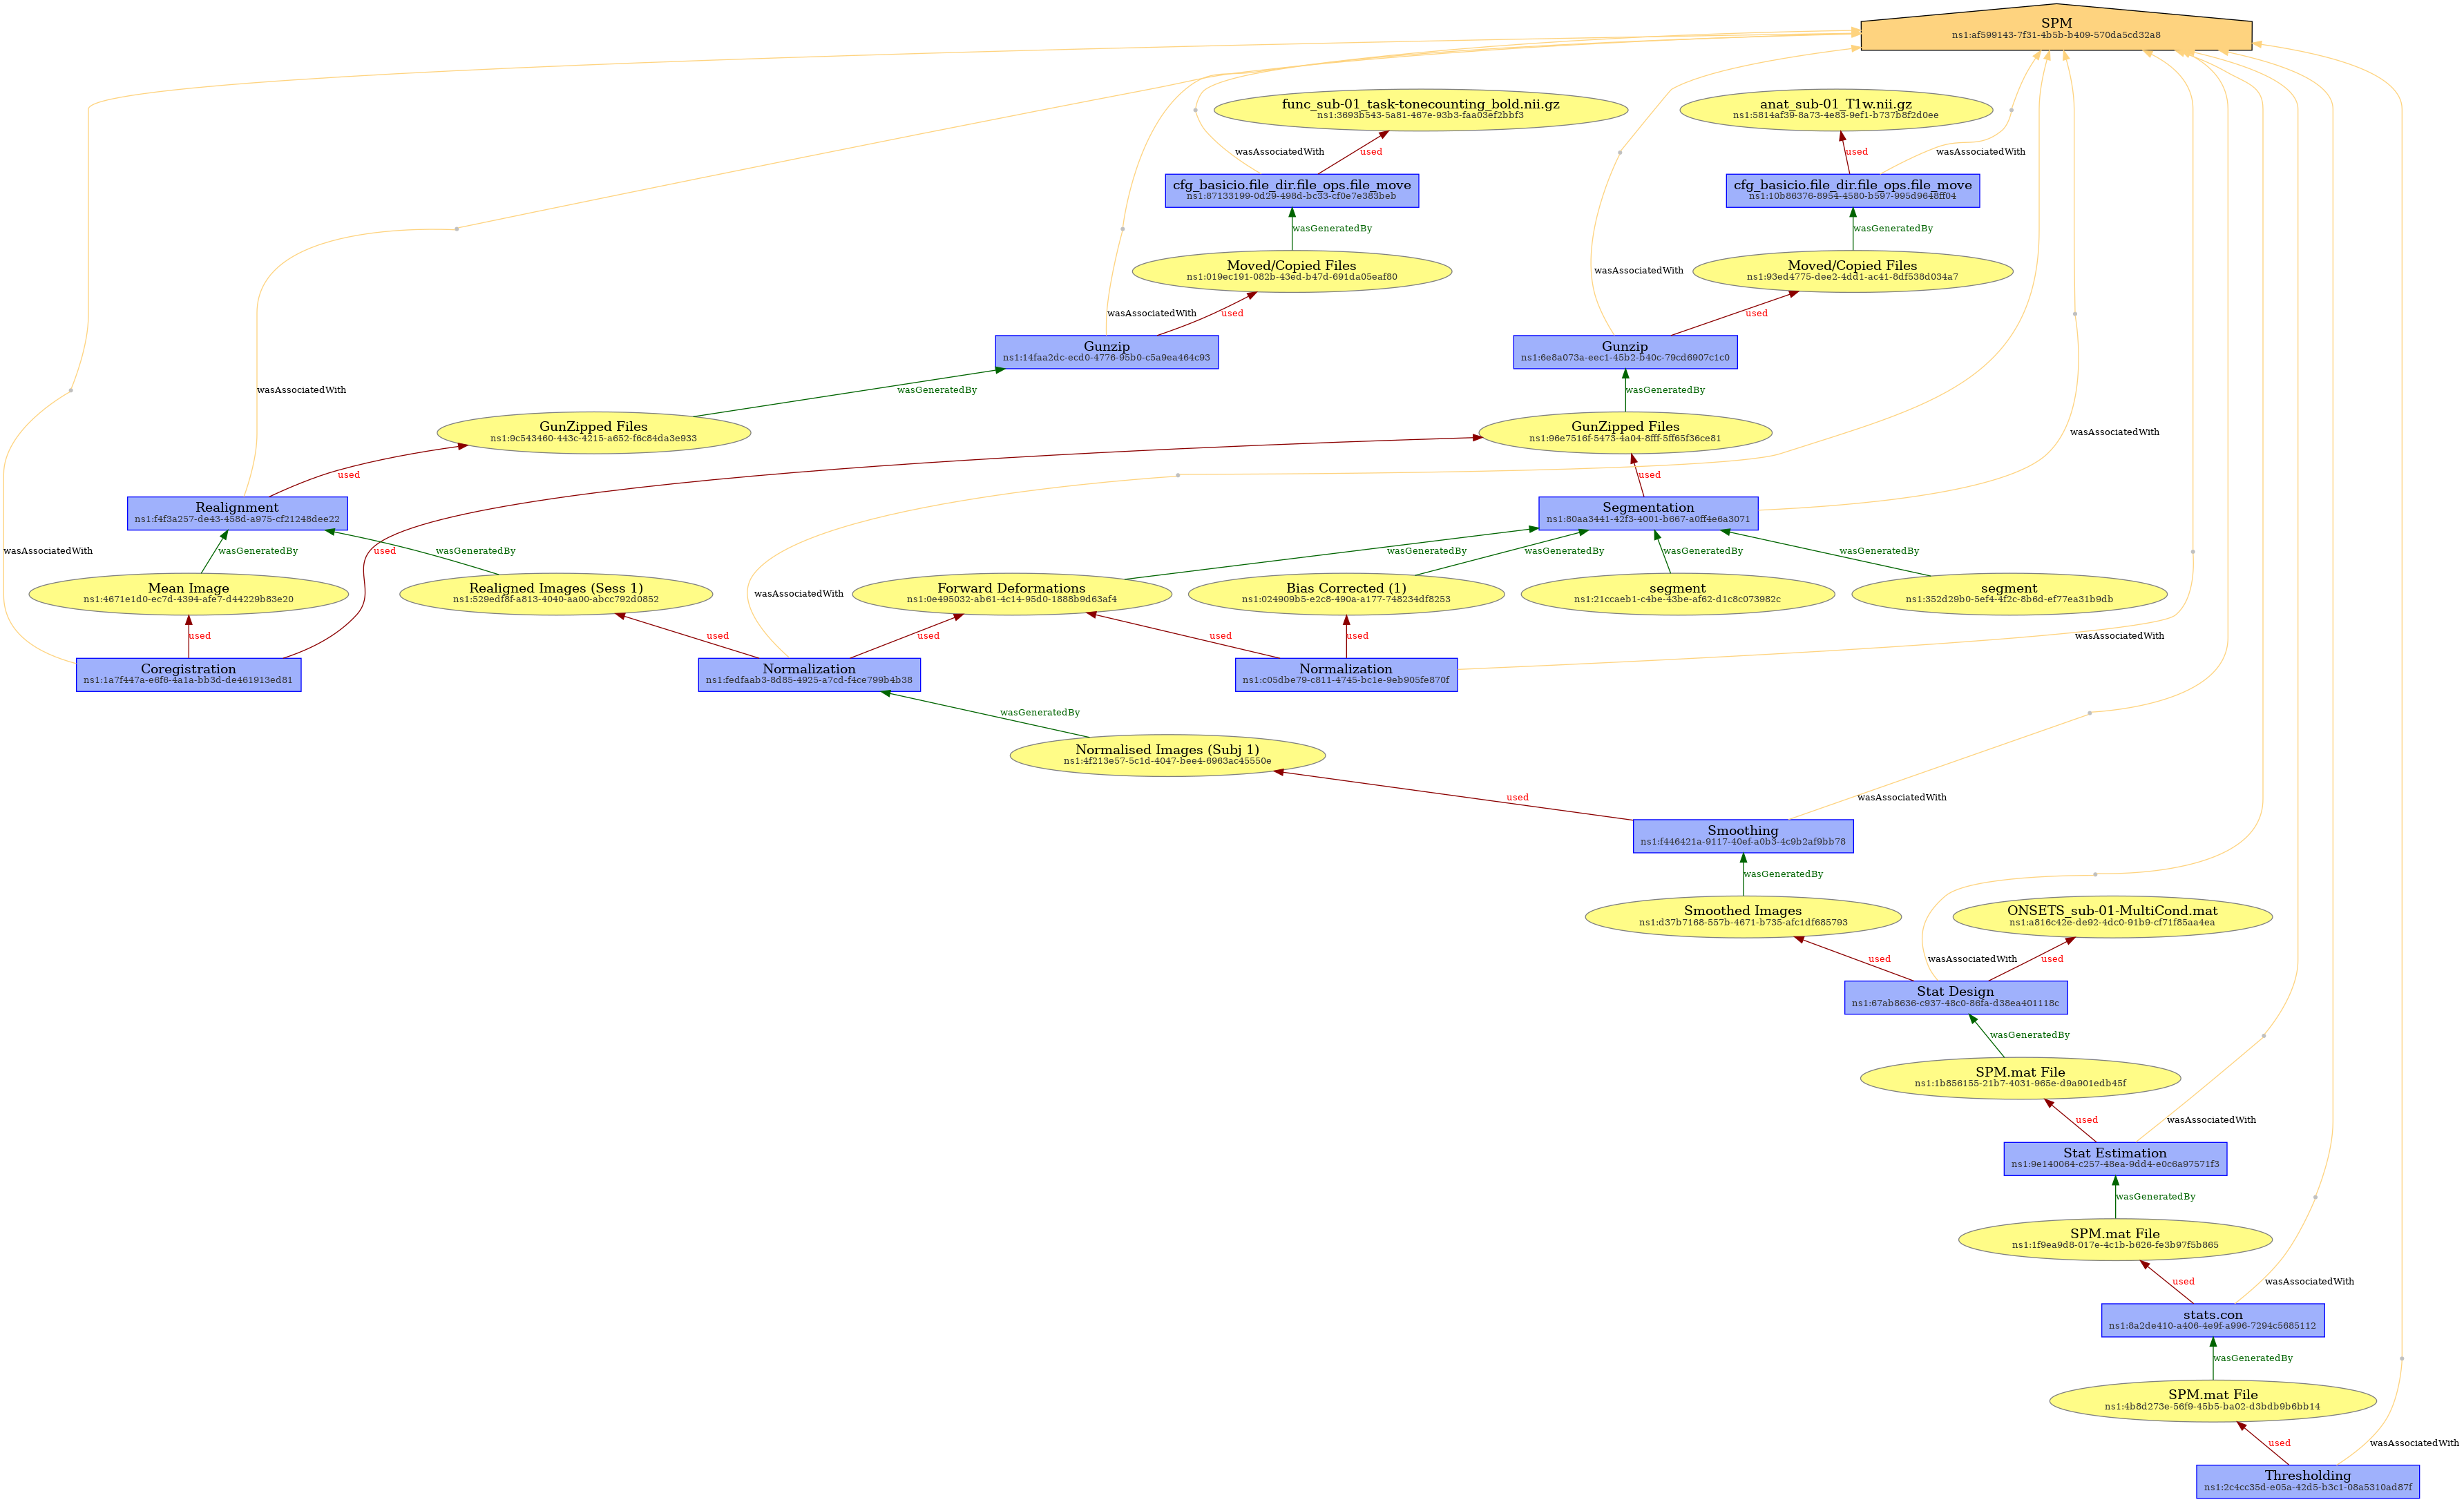 SPM
ns1:af599143-7f31-4b5b-b409-570da5cd32a8
func_sub-01_task-tonecounting_bold.nii.gz
ns1:3693b543-5a81-467e-93b3-faa03ef2bbf3
anat_sub-01_T1w.nii.gz
ns1:5814af39-8a73-4e83-9ef1-b737b8f2d0ee
wasAssociatedWith
used
used
wasAssociatedWith
cfg_basicio.file_dir.file_ops.file_move
ns1:87133199-0d29-498d-bc33-cf0e7e383beb
cfg_basicio.file_dir.file_ops.file_move
ns1:10b86376-8954-4580-b597-995d9648ff04
wasGeneratedBy
wasGeneratedBy
Moved/Copied Files
ns1:019ec191-082b-43ed-b47d-691da05eaf80
wasAssociatedWith
Moved/Copied Files
ns1:93ed4775-dee2-4dd1-ac41-8df538d034a7
wasAssociatedWith
used
used
Gunzip
ns1:14faa2dc-ecd0-4776-95b0-c5a9ea464c93
Gunzip
ns1:6e8a073a-eec1-45b2-b40c-79cd6907c1c0
wasAssociatedWith
wasGeneratedBy
wasGeneratedBy
GunZipped Files
ns1:9c543460-443c-4215-a652-f6c84da3e933
GunZipped Files
ns1:96e7516f-5473-4a04-8fff-5ff65f36ce81
wasAssociatedWith
used
used
Realignment
ns1:f4f3a257-de43-458d-a975-cf21248dee22
Segmentation
ns1:80aa3441-42f3-4001-b667-a0ff4e6a3071
wasAssociatedWith
wasGeneratedBy
used
wasGeneratedBy
wasGeneratedBy
wasGeneratedBy
wasGeneratedBy
wasGeneratedBy
Mean Image
ns1:4671e1d0-ec7d-4394-afe7-d44229b83e20
Realigned Images (Sess 1)
ns1:529edf8f-a813-4040-aa00-abcc792d0852
wasAssociatedWith
Forward Deformations
ns1:0e495032-ab61-4c14-95d0-1888b9d63af4
Bias Corrected (1)
ns1:024909b5-e2c8-490a-a177-748234df8253
segment
ns1:21ccaeb1-c4be-43be-af62-d1c8c073982c
segment
ns1:352d29b0-5ef4-4f2c-8b6d-ef77ea31b9db
used
used
used
used
used
wasAssociatedWith
Coregistration
ns1:1a7f447a-e6f6-4a1a-bb3d-de461913ed81
Normalization
ns1:fedfaab3-8d85-4925-a7cd-f4ce799b4b38
Normalization
ns1:c05dbe79-c811-4745-bc1e-9eb905fe870f
wasGeneratedBy
Normalised Images (Subj 1)
ns1:4f213e57-5c1d-4047-bee4-6963ac45550e
used
wasAssociatedWith
Smoothing
ns1:f446421a-9117-40ef-a0b3-4c9b2af9bb78
wasGeneratedBy
Smoothed Images
ns1:d37b7168-557b-4671-b735-afc1df685793
ONSETS_sub-01-MultiCond.mat
ns1:a816c42e-de92-4dc0-91b9-cf71f85aa4ea
used
wasAssociatedWith
used
Stat Design
ns1:67ab8636-c937-48c0-86fa-d38ea401118c
wasGeneratedBy
SPM.mat File
ns1:1b856155-21b7-4031-965e-d9a901edb45f
used
wasAssociatedWith
Stat Estimation
ns1:9e140064-c257-48ea-9dd4-e0c6a97571f3
wasGeneratedBy
SPM.mat File
ns1:1f9ea9d8-017e-4c1b-b626-fe3b97f5b865
used
wasAssociatedWith
stats.con
ns1:8a2de410-a406-4e9f-a996-7294c5685112
wasGeneratedBy
SPM.mat File
ns1:4b8d273e-56f9-45b5-ba02-d3bdb9b6bb14
used
wasAssociatedWith
Thresholding
ns1:2c4cc35d-e05a-42d5-b3c1-08a5310ad87f